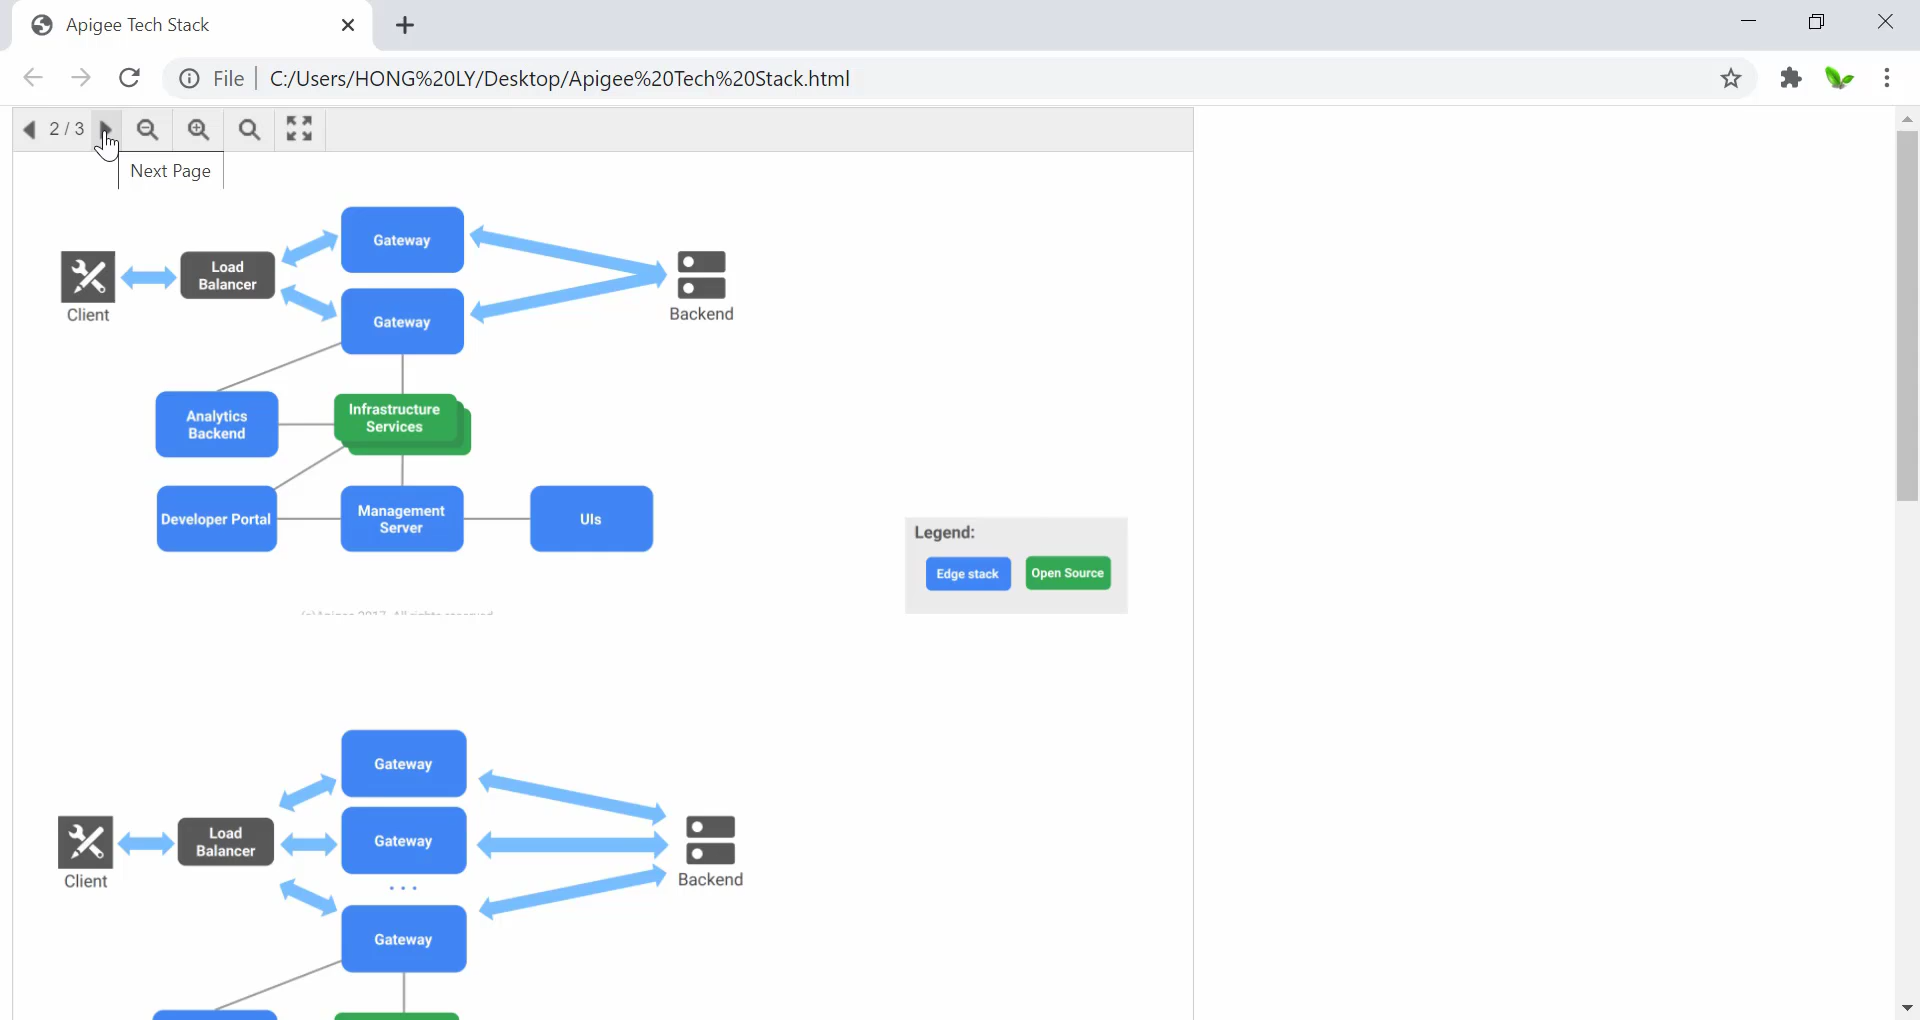 Apigee Tech Stack
File
C:/Users/HONG%20LY/Desktop/Apigee%20Tech%20Stack.html
2 / 3
Next Page
Gateway
Load
Balancer
Client
Gateway
Backend
Analytics
Backend
Infrastructure
Services
Developer Portal
Management
Server
UIs
Legend:
Edge stack
Open Source
Gateway
Load
Balancer
Gateway
Client
Backend
...
Gateway